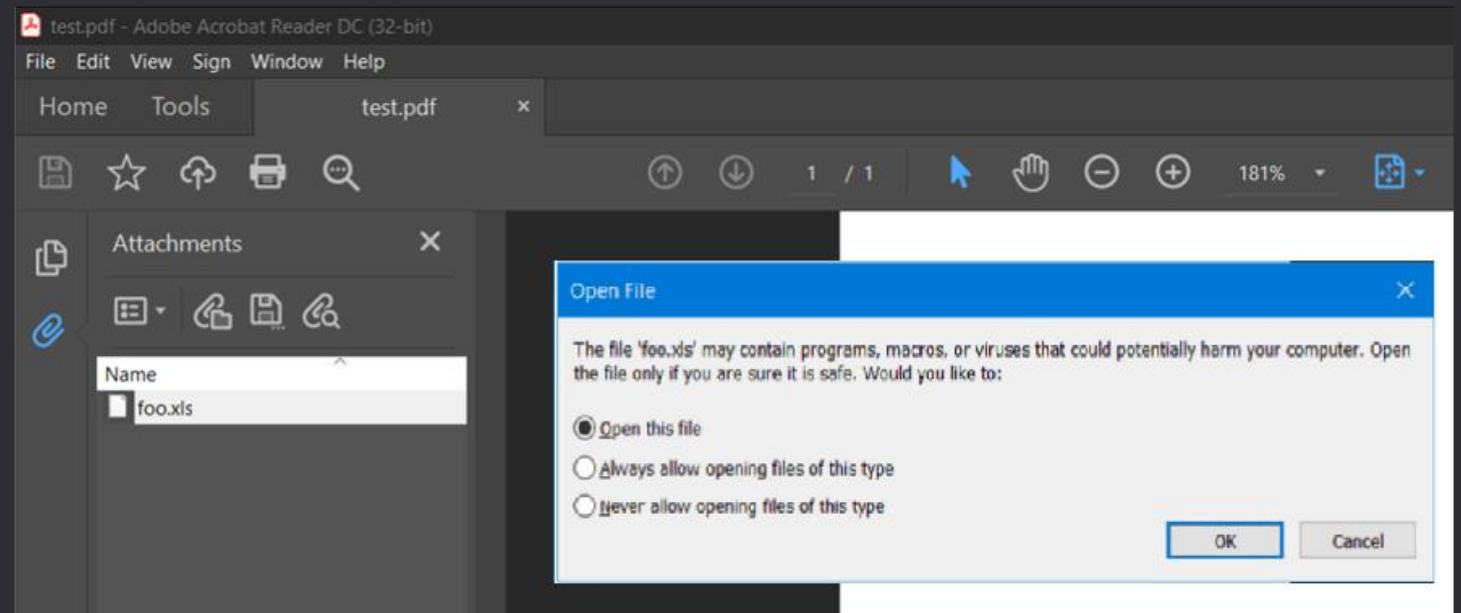 test.pdf - Adobe Acrobat Reader DC (32-bit)
File Edit View Sign Window Help
Home Tools test.pdf ×
1 / 1 181%
Attachments
Name
foo.xls
Open File
The file 'foo.xls' may contain programs, macros, or viruses that could potentially harm your computer. Open
the file only if you are sure it is safe. Would you like to:
Open this file
Always allow opening files of this type
Never allow opening files of this type
OK Cancel